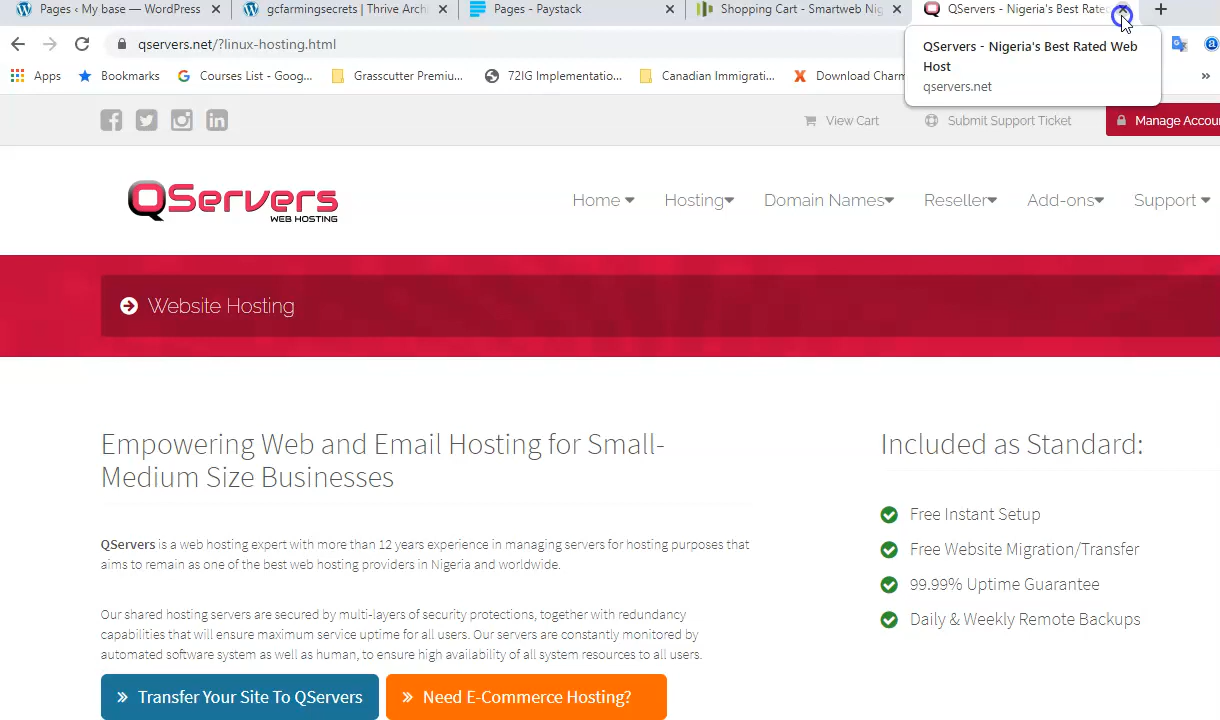 Pages ‹ My base — WordPress
gcfarmingsecrets | Thrive Archi
Pages - Paystack
Shopping Cart - Smartweb Nig
QServers - Nigeria's Best Rated
qservers.net/?linux-hosting.html
QServers - Nigeria's Best Rated Web
Host
qservers.net
Apps
Bookmarks
Courses List - Goog...
Grasscutter Premiu...
72IG Implementatio...
Canadian Immigrati...
Download Charm
View Cart
Submit Support Ticket
Manage Accou
QServers
WEB HOSTING
Home
Hosting
Domain Names
Reseller
Add-ons
Support
Website Hosting
Empowering Web and Email Hosting for Small-
Medium Size Businesses
QServers is a web hosting expert with more than 12 years experience in managing servers for hosting purposes that
aims to remain as one of the best web hosting providers in Nigeria and worldwide.
Our shared hosting servers are secured by multi-layers of security protections, together with redundancy
capabilities that will ensure maximum service uptime for all users. Our servers are constantly monitored by
automated software system as well as human, to ensure high availability of all system resources to all users.
» Transfer Your Site To QServers
» Need E-Commerce Hosting?
Included as Standard:
Free Instant Setup
Free Website Migration/Transfer
99.99% Uptime Guarantee
Daily & Weekly Remote Backups